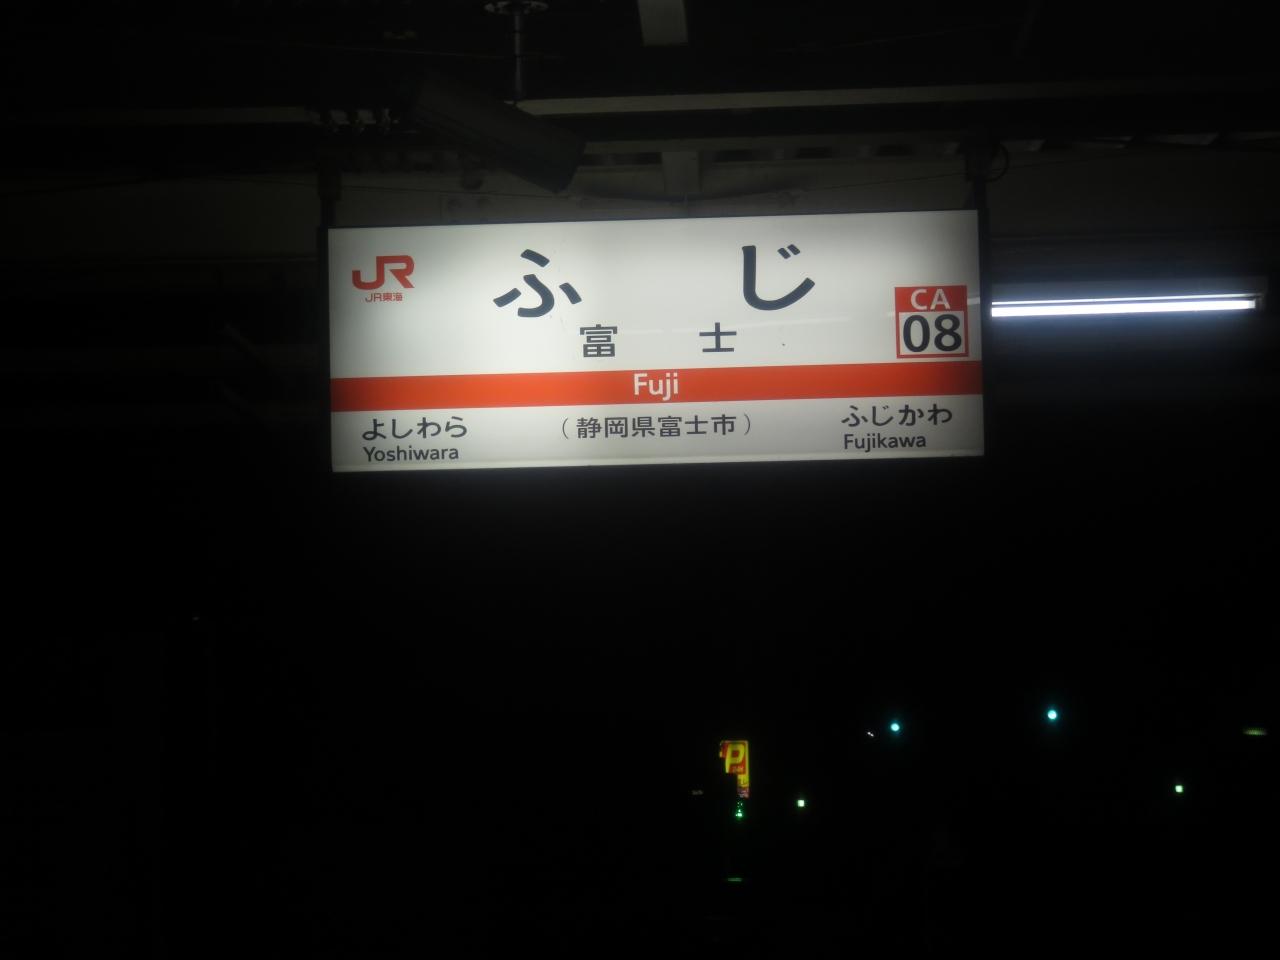 JR
JR東海
ふじ
富士
CA
08
Fuji
よしわら
Yoshiwara
（静岡県富士市）
ふじかわ
Fujikawa
P